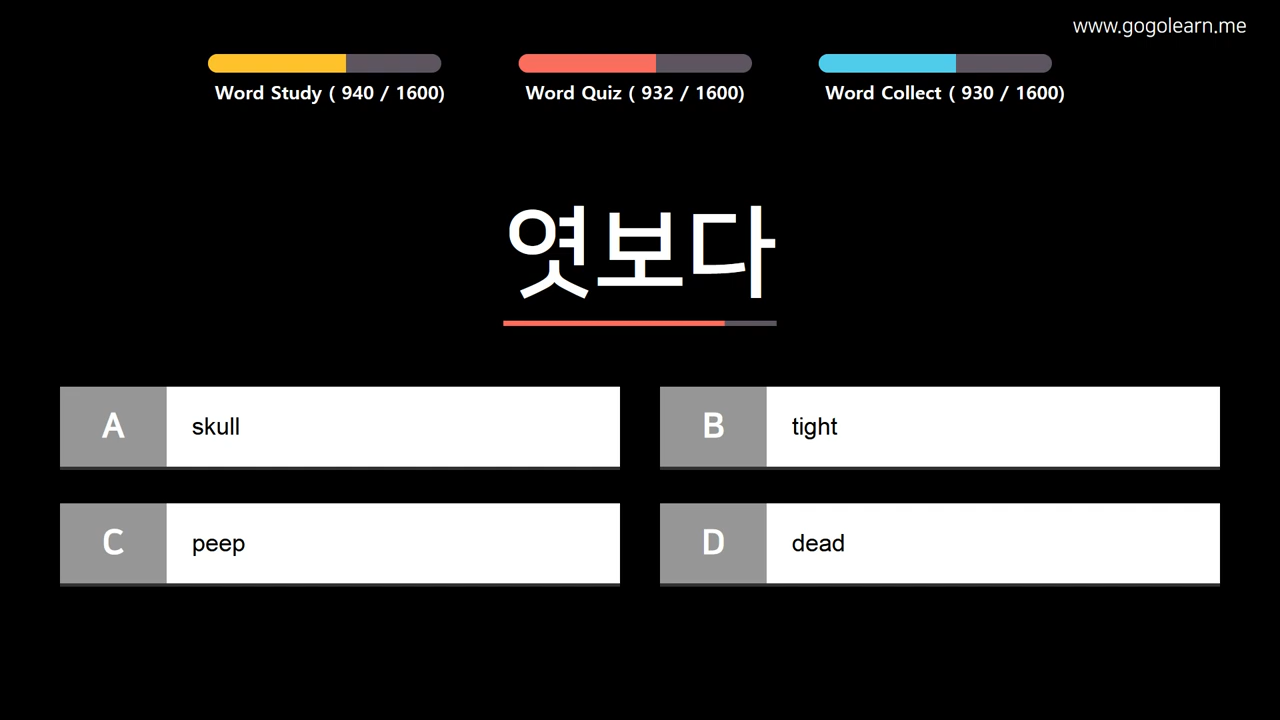 www.gogolearn.me
Word Study ( 940 / 1600)
Word Quiz ( 932 / 1600)
Word Collect ( 930 / 1600)
엿보다
A skull
B tight
C peep
D dead